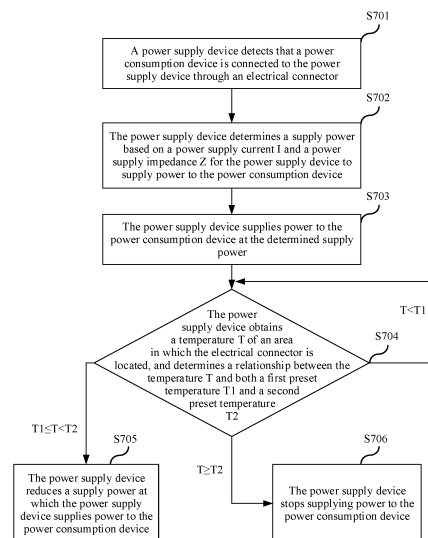 S701
A power supply device detects that a power
consumption device is connected to the power
supply device through an electrical connector
S702
The power supply device determines a supply power
based on a power supply current I and a power
supply impedance Z for the power supply device to
supply power to the power consumption device
S703
The power supply device supplies power to the
power consumption device at the determined supply
power
The power
supply device obtains
a temperature T of an area
in which the electrical connector is
located, and determines a relationship between the
temperature T and both a first preset
temperature T1 and a second
preset temperature
T2
T<T1
S704
T1≤T<T2
S705
The power supply device
reduces a supply power at
which the power supply
device supplies power to the
power consumption device
T≥T2
S706
The power supply device
stops supplying power to the
power consumption device